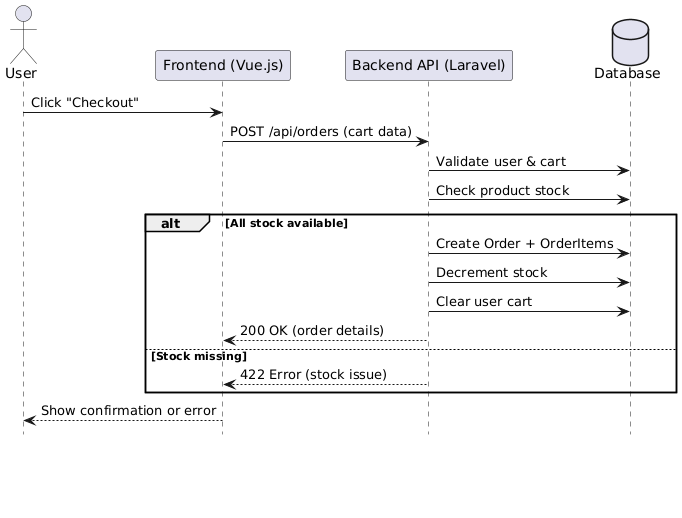 User
Frontend (Vue.js)
Backend API (Laravel)
Database
Click "Checkout"
POST /api/orders (cart data)
Validate user & cart
Check product stock
alt
[All stock available]
Create Order + OrderItems
Decrement stock
Clear user cart
200 OK (order details)
[Stock missing]
422 Error (stock issue)
Show confirmation or error